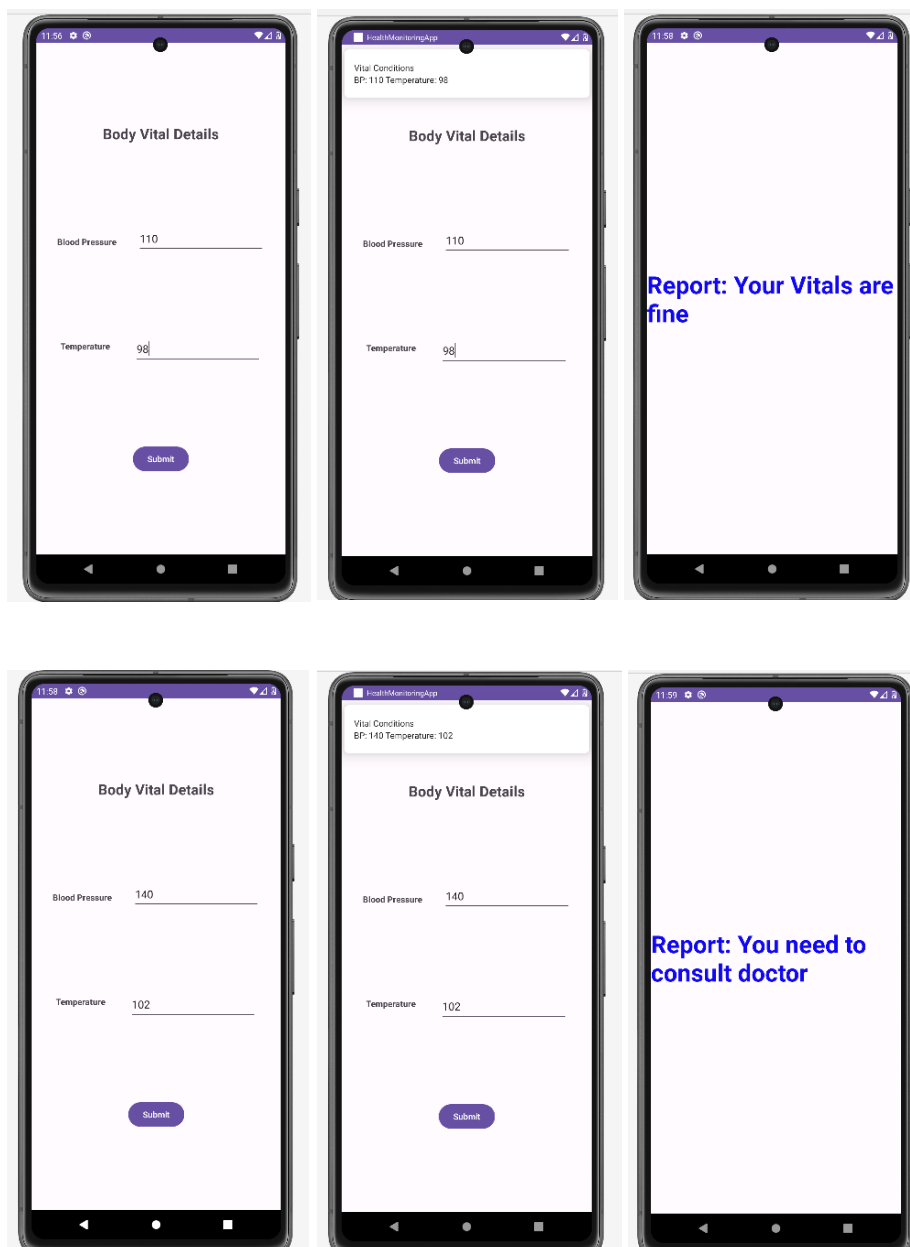 11:56
Body Vital Details
Blood Pressure 110
Temperature 98
Submit
HealthMonitoringApp
Vital Conditions
BP: 110 Temperature: 98
Body Vital Details
Blood Pressure 110
Temperature 98
Submit
11:58
Report: Your Vitals are
fine
11:58
Body Vital Details
Blood Pressure 140
Temperature 102
Submit
HealthMonitoringApp
Vital Conditions
BP: 140 Temperature: 102
Body Vital Details
Blood Pressure 140
Temperature 102
Submit
11:59
Report: You need to
consult doctor